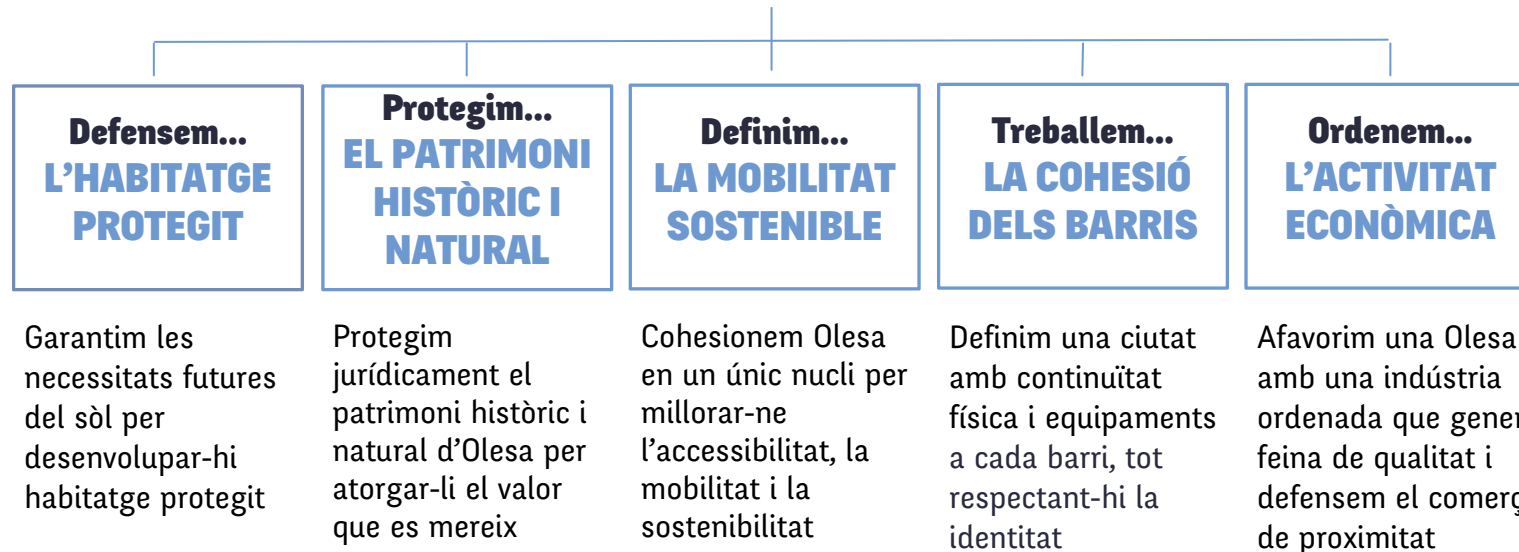 Defensem...
L'HABITATGE
PROTEGIT
Garantim les
necessitats futures
del sòl per
desenvolupar-hi
habitatge protegit
Protegim...
EL PATRIMONI
HISTÒRIC I
NATURAL
Protegim
jurídicament el
patrimoni històric i
natural d'Olesa per
atorgar-li el valor
que es mereix
Definim...
LA MOBILITAT
SOSTENIBLE
Cohesionem Olesa
en un únic nucli per
millorar-ne
l'accessibilitat, la
mobilitat i la
sostenibilitat
Treballem...
LA COHESIÓ
DELS BARRIS
Definim una ciutat
amb continuïtat
física i equipaments
a cada barri, tot
respectant-hi la
identitat
Ordenem...
L'ACTIVITAT
ECONÒMICA
Afavorim una Olesa
amb una indústria
ordenada que
feina de qualitat i
defensem el comerç
de proximitat